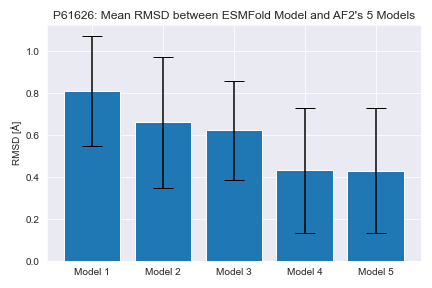 P61626: Mean RMSD between ESMFold Model and AF2's 5 Models
RMSD [Å]
1.0
0.8
0.6
0.4
0.2
0.0
Model 1 Model 2 Model 3 Model 4 Model 5